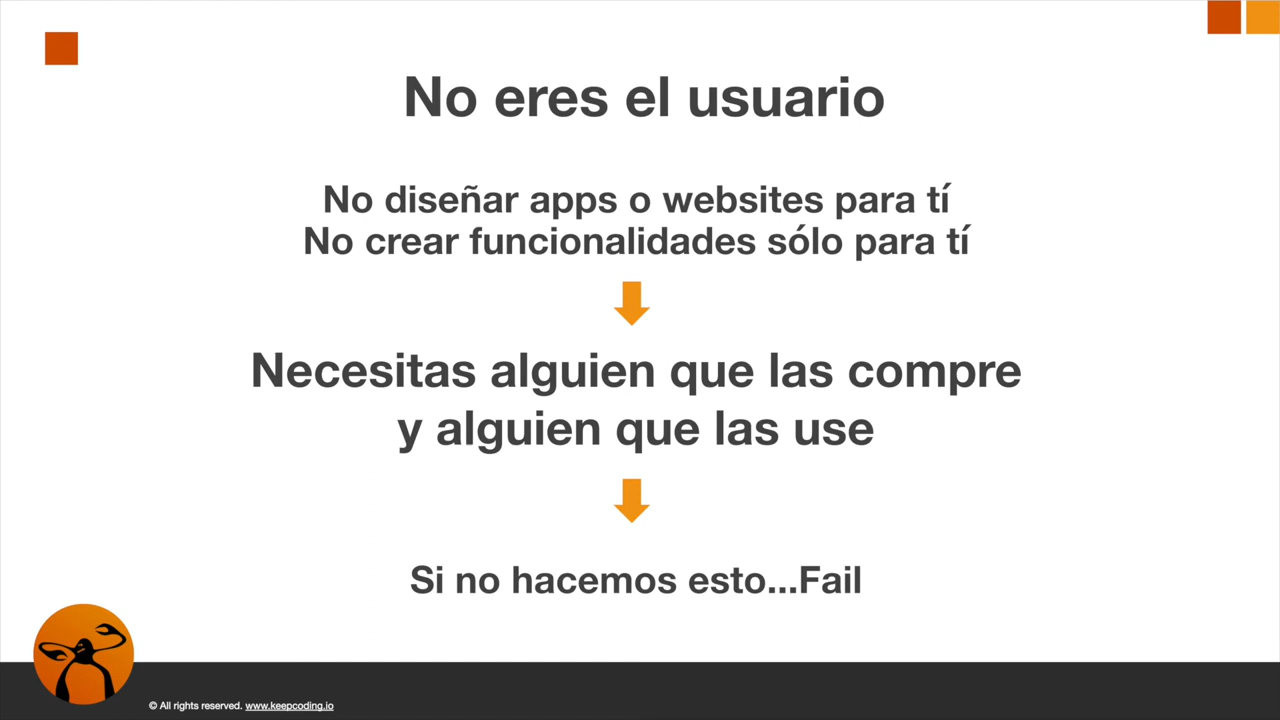 No eres el usuario
No diseñar apps o websites para tí
No crear funcionalidades sólo para tí
Necesitas alguien que las compre
y alguien que las use
Si no hacemos esto...Fail
© All rights reserved. www.keepcoding.io